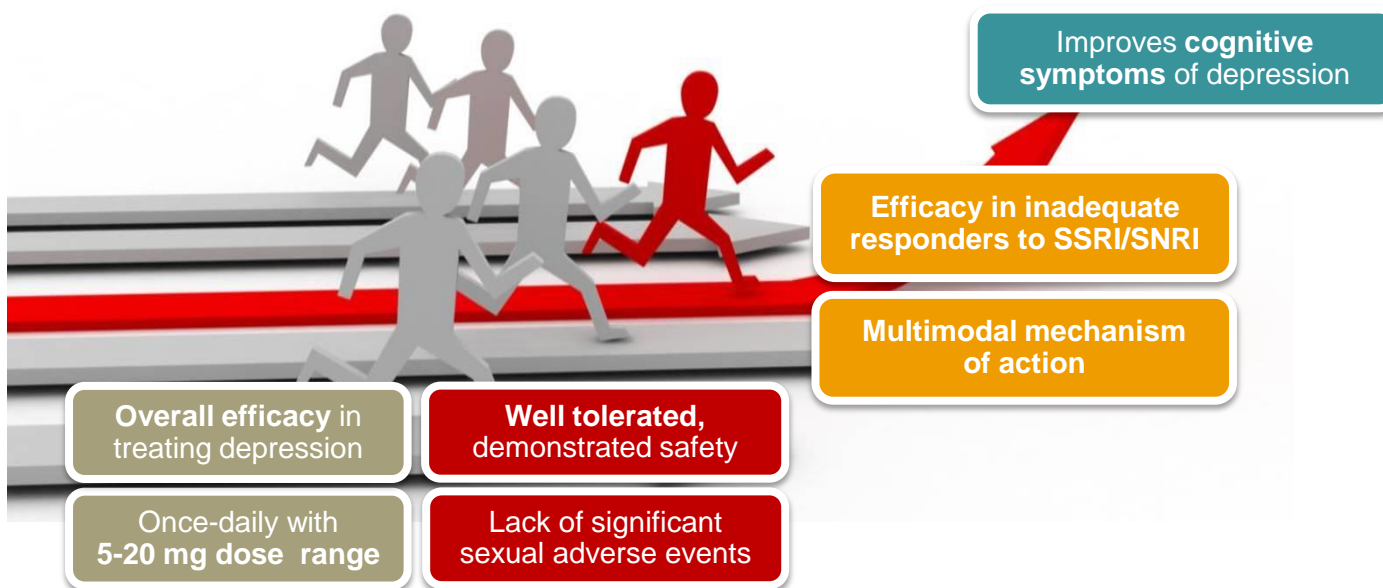 Improves cognitive
symptoms of depression
Efficacy in inadequate
responders to SSRI/SNRI
Multimodal mechanism
of action
Overall efficacy in
treating depression
Well tolerated,
demonstrated safety
Once-daily with
5-20 mg dose range
Lack of significant
sexual adverse events